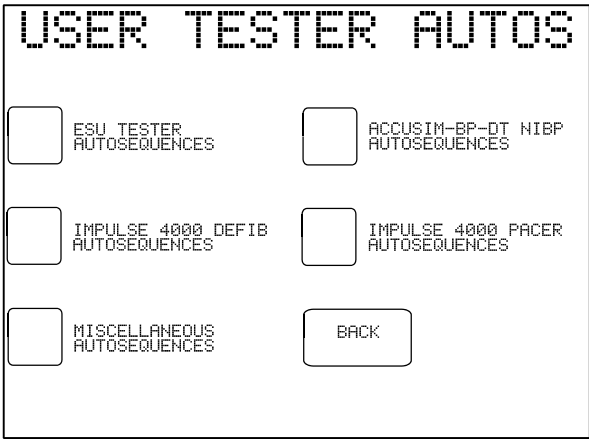 USER TESTER AUTOS
ESU TESTER
AUTOSEQUENCES
ACCUSIM-BP-DT NIBP
AUTOSEQUENCES
IMPULSE 4000 DEFIB
AUTOSEQUENCES
IMPULSE 4000 PACER
AUTOSEQUENCES
MISCELLANEOUS
AUTOSEQUENCES
BACK